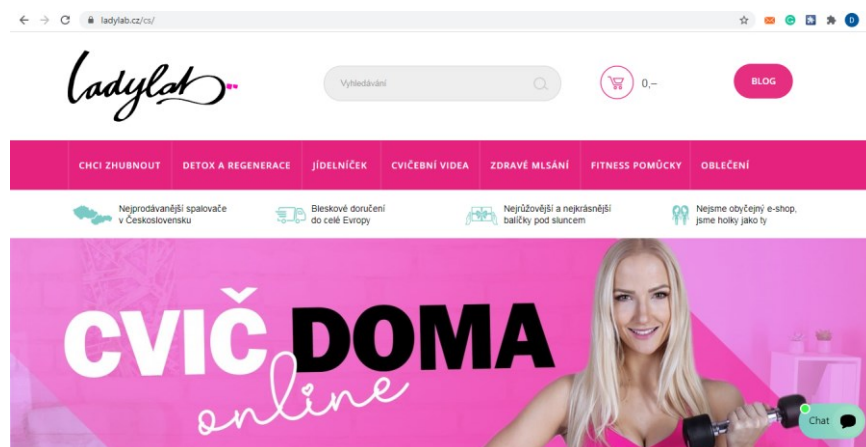 ladylab.cz/cs/
D
ladylab
Vyhledávání
0,–
BLOG
CHCI ZHUBNOUT DETOX A REGENERACE JÍDELNÍČEK CVIČEBNÍ VIDEA ZDRAVÉ MLSÁNÍ FITNESS POMŮCKY OBLEČENÍ
Nejprodávanější spalovače
v Československu
Bleskové doručení
do celé Evropy
Nejrůžovější a nejkrásnější
balíčky pod sluncem
Nejsme obyčejný e-shop,
jsme holky jako ty
CVIČ DOMA
online
Chat